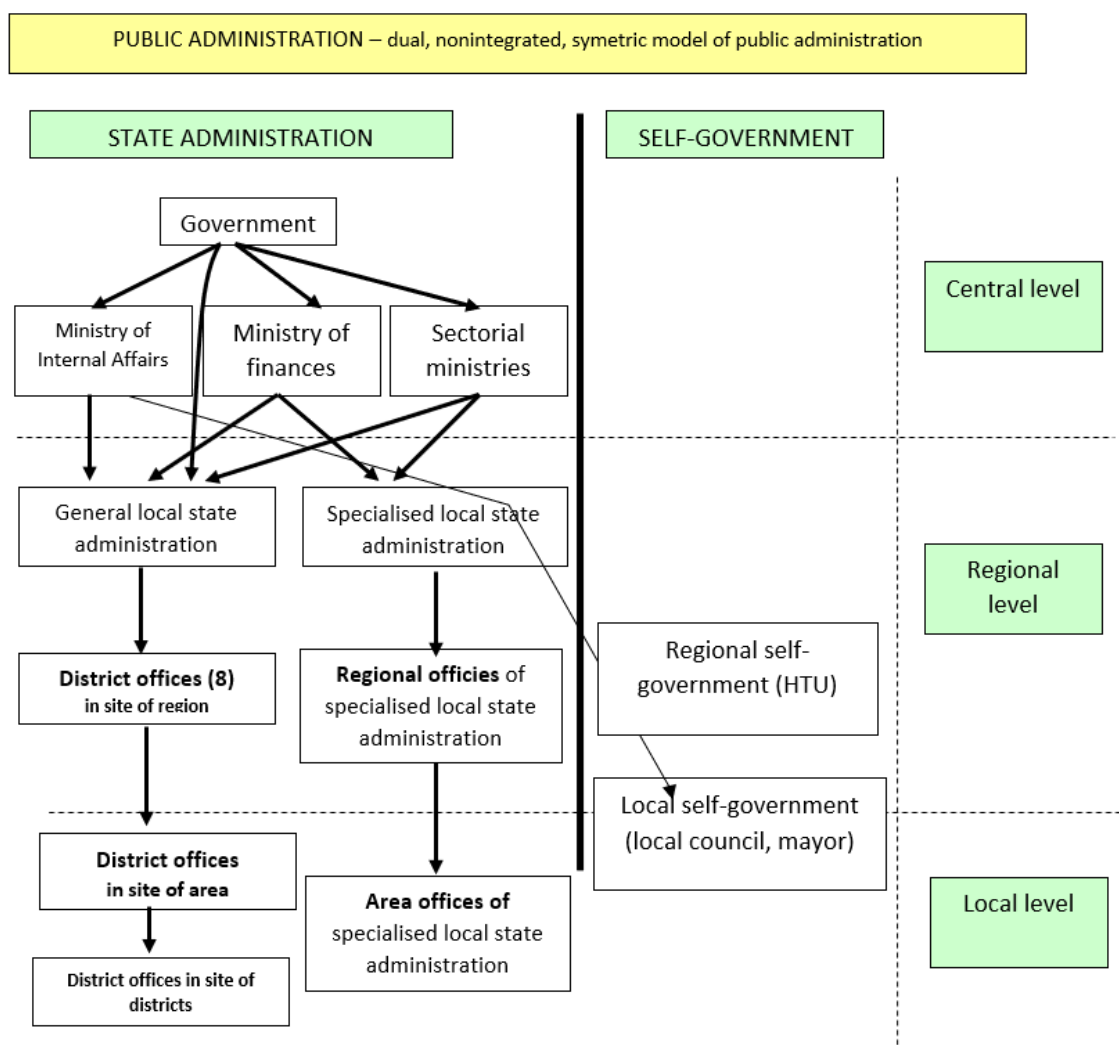 PUBLIC ADMINISTRATION – dual, nonintegrated, symetric model of public administration
STATE ADMINISTRATION
SELF-GOVERNMENT
Government
Central level
Ministry of
Internal Affairs
Ministry of
finances
Sectorial
ministries
General local state
administration
Specialised local state
administration
Regional
level
District offices (8)
in site of region
Regional officies of
specialised local state
administration
Regional self-
government (HTU)
Local self-government
(local council, mayor)
District offices
in site of area
Area offices of
specialised local state
administration
Local level
District offices in site of
districts